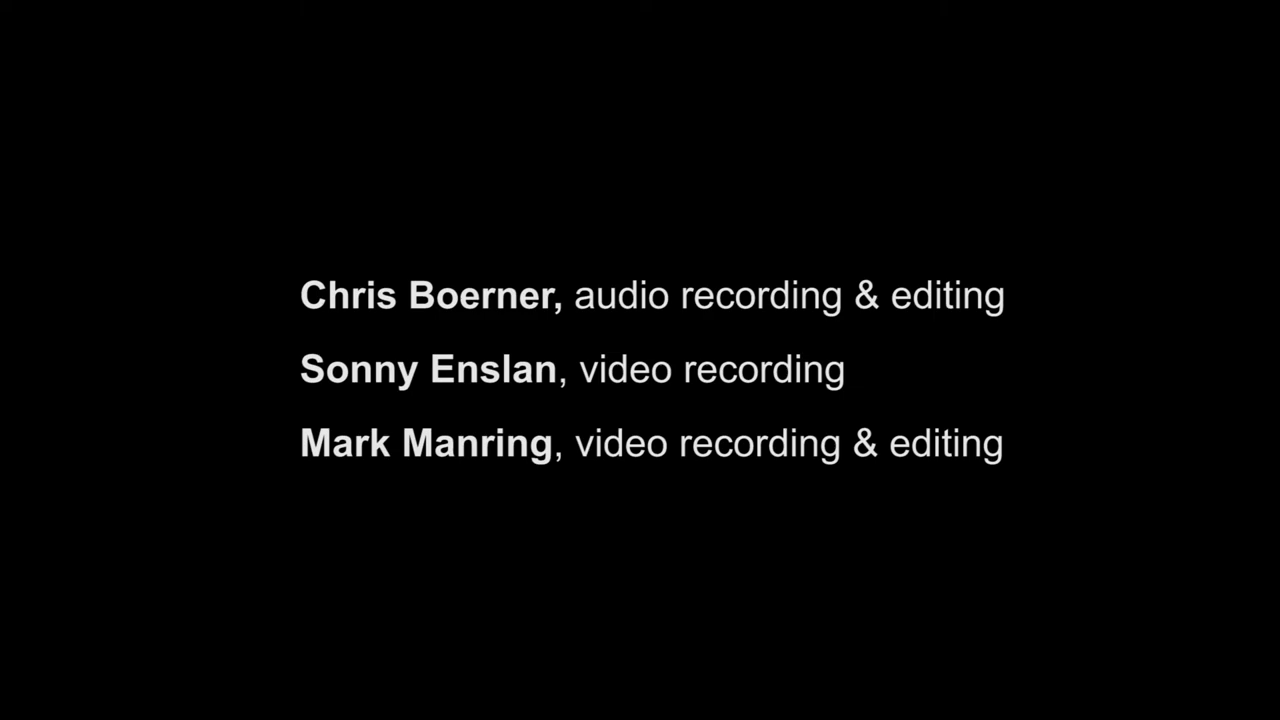 Chris Boerner, audio recording & editing
Sonny Enslan, video recording
Mark Manring, video recording & editing